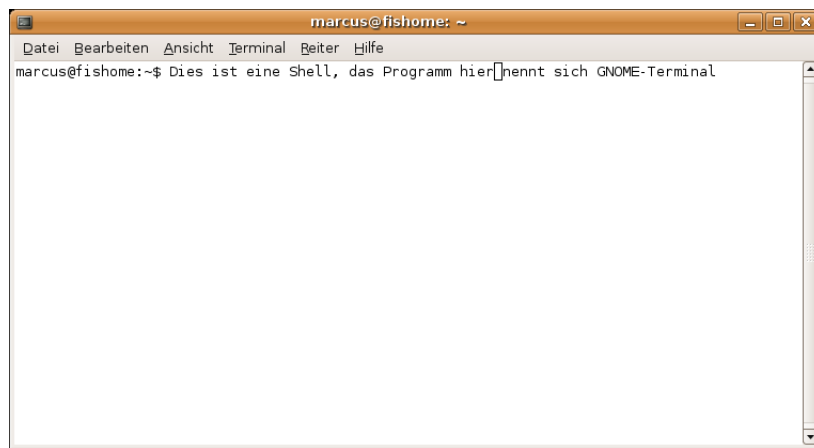 marcus@fishome: ~
Datei Bearbeiten Ansicht Terminal Reiter Hilfe
marcus@fishome:~$ Dies ist eine Shell, das Programm hier nennt sich GNOME-Terminal